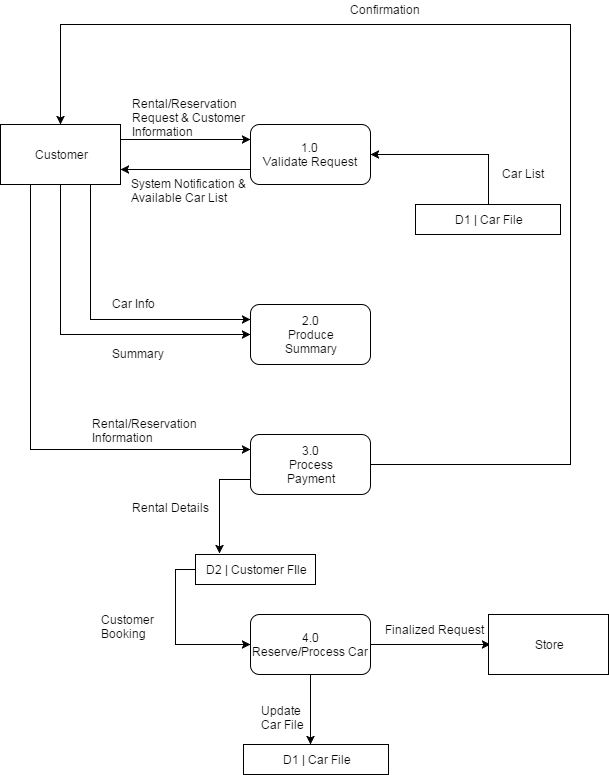 Confirmation
Rental/Reservation
Request & Customer
Information
Customer
1.0
Validate Request
System Notification &
Available Car List
Car List
D1 | Car File
Car Info
2.0
Produce
Summary
Summary
Rental/Reservation
Information
3.0
Process
Payment
Rental Details
D2 | Customer FIle
Customer
Booking
4.0
Reserve/Process Car
Finalized Request
Store
Update
Car File
D1 | Car File